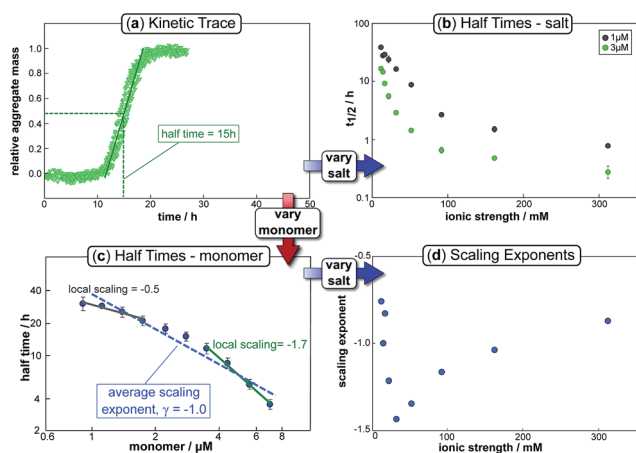 (a) Kinetic Trace
relative aggregate mass
1.0
0.8
0.6
0.4
0.2
0.0
half time = 15h
0
10
20
30
40
50
time / h
vary
salt
vary
monomer
(b) Half Times - salt
1μM
3μM
t1/2 / h
100
10
1
0.1
0
100
200
300
ionic strength / mM
(c) Half Times - monomer
local scaling = -0.5
local scaling= -1.7
average scaling
exponent, γ = -1.0
half time / h
40
20
10
4
2
0.6
1
2
4
6
8
monomer / μM
vary
salt
(d) Scaling Exponents
scaling exponent
-0.5
-1.0
-1.5
0
100
200
300
ionic strength / mM